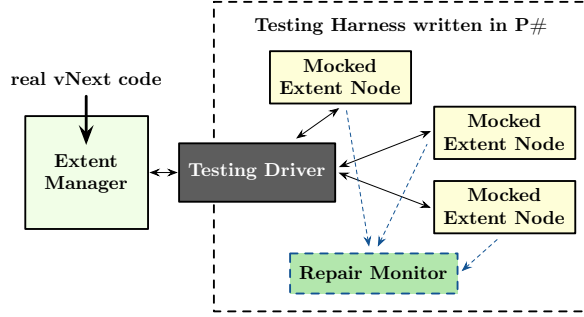 Testing Harness written in P#
real vNext code
Mocked
Extent Node
Mocked
Extent Node
Extent
Manager
Testing Driver
Mocked
Extent Node
Repair Monitor